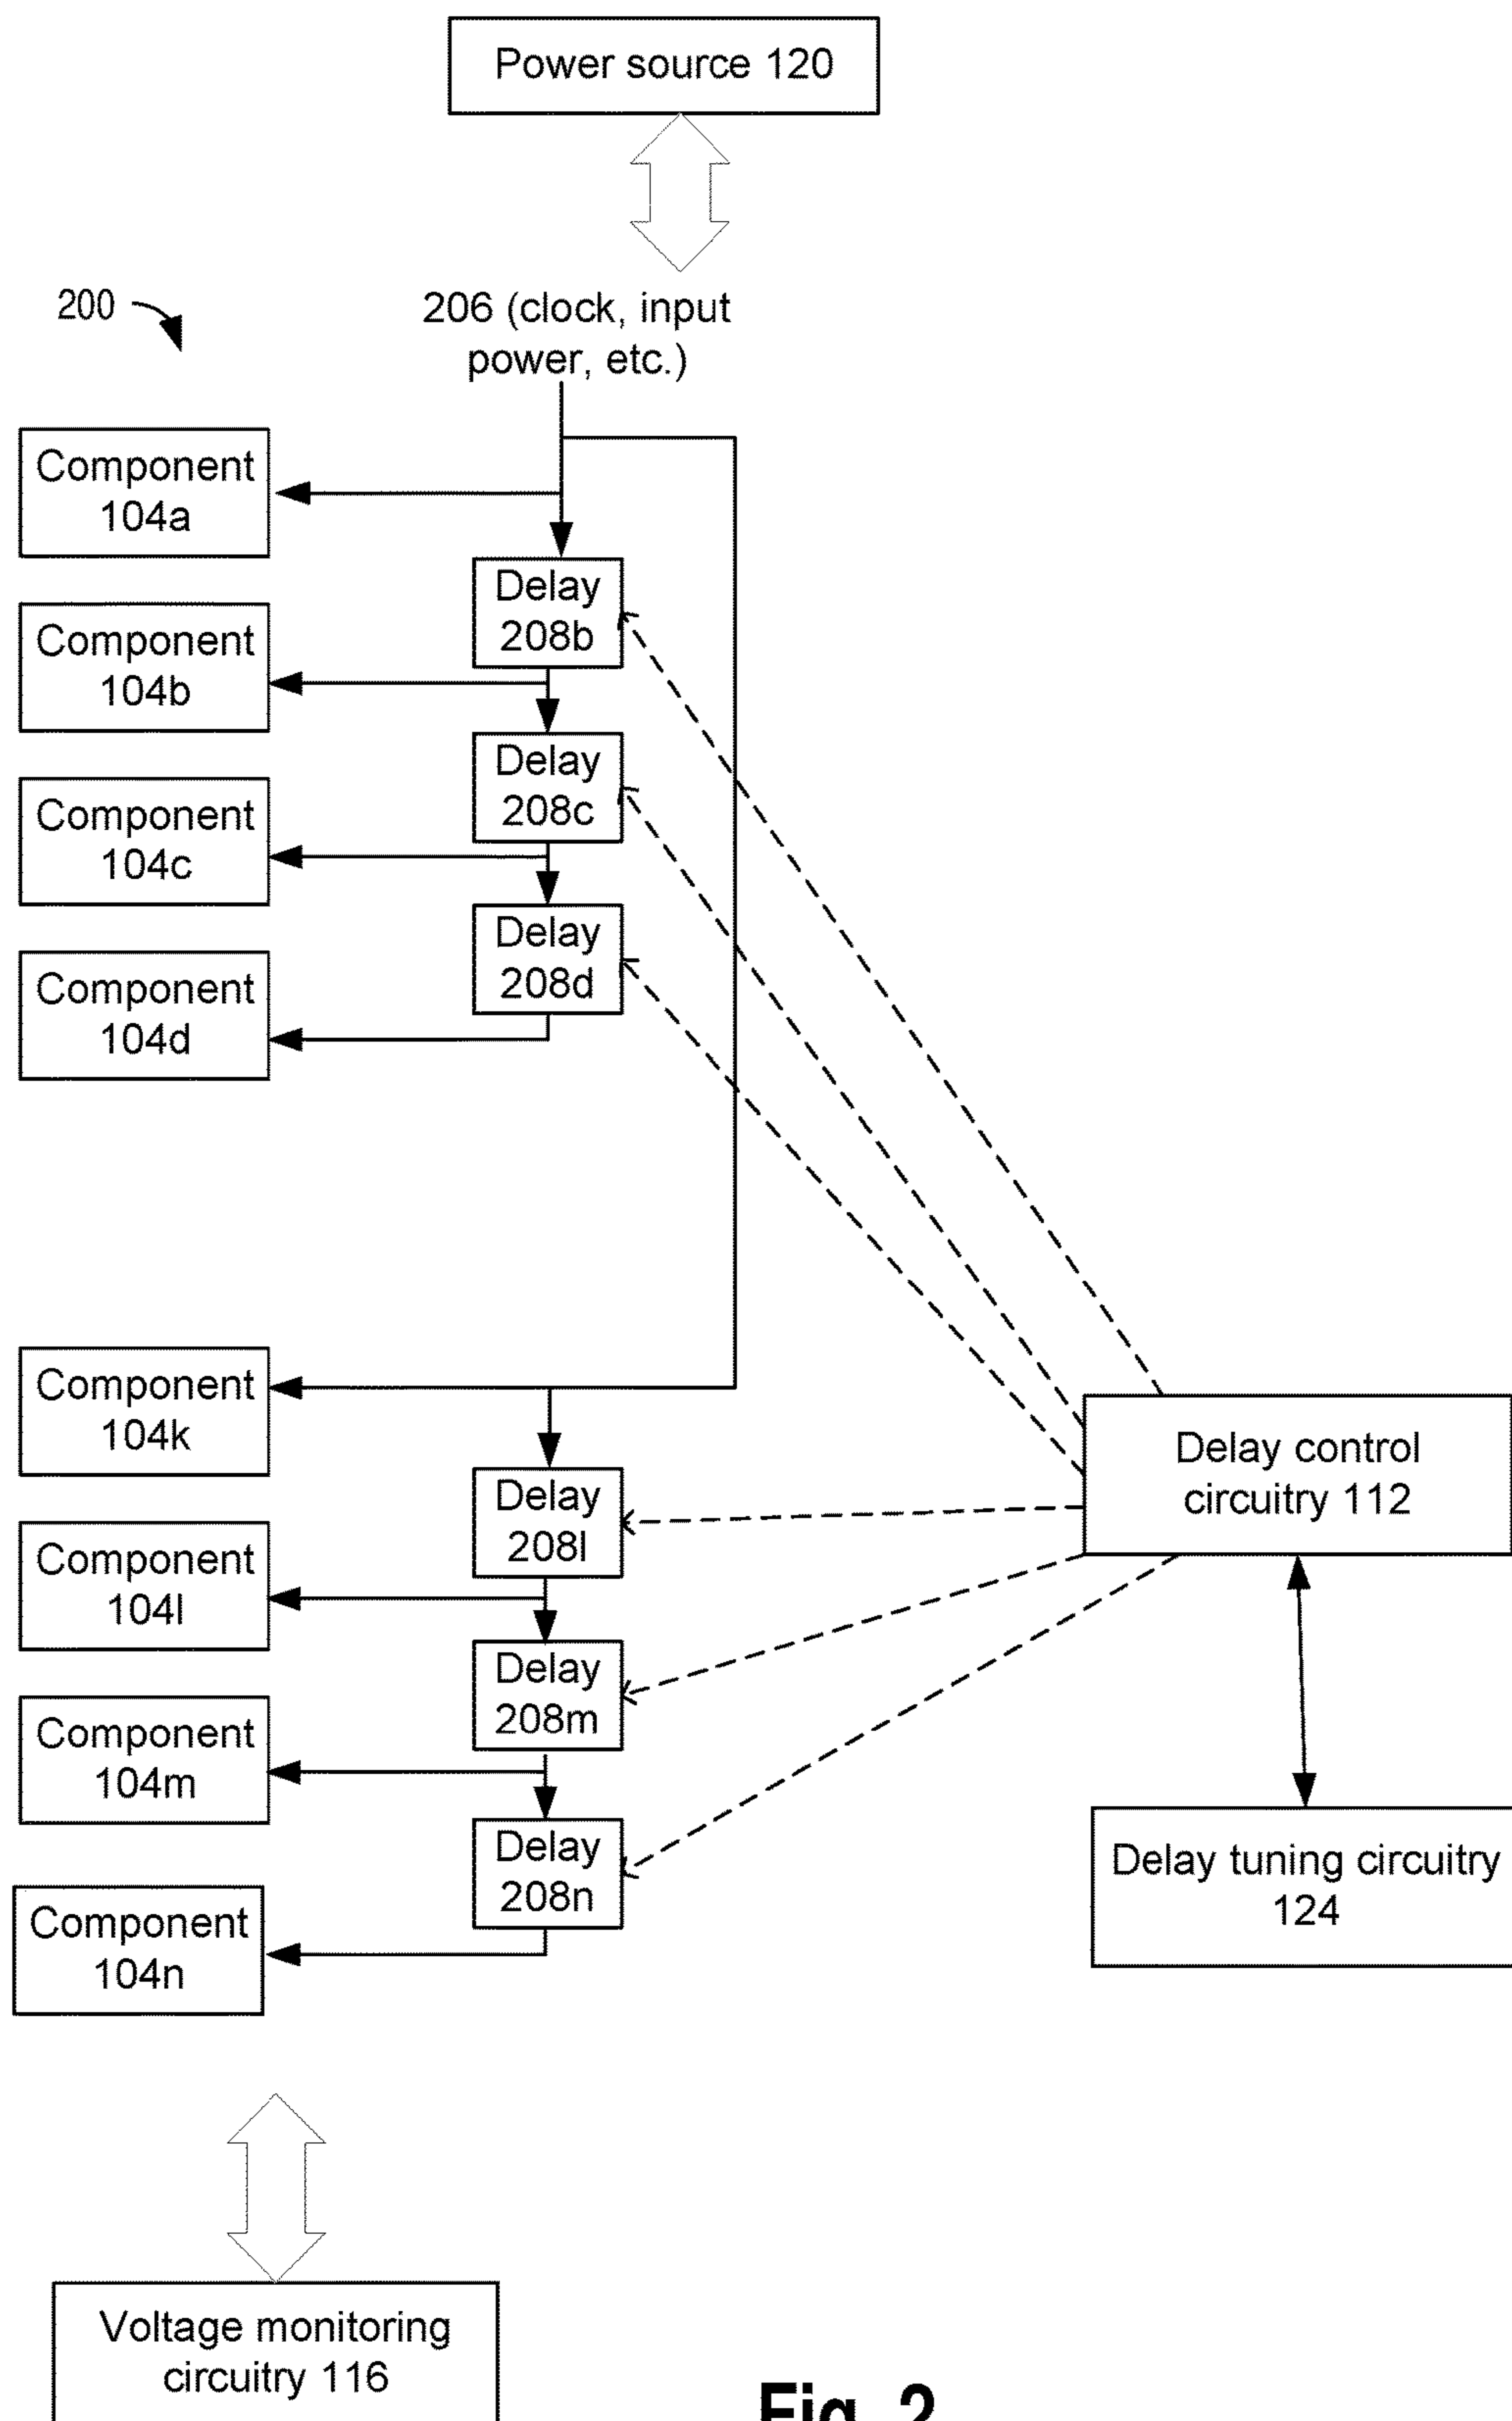 Power source 120
200
206 (clock, input
power, etc.)
Component
104a
Delay
208b
Component
104b
Delay
208c
Component
104c
Delay
208d
Component
104d
Component
104k
Delay control
circuitry 112
Delay
208l
Component
104l
Delay
208m
Component
104m
Delay
208n
Delay tuning circuitry
124
Component
104n
Voltage monitoring
circuitry 116
Fig. 2